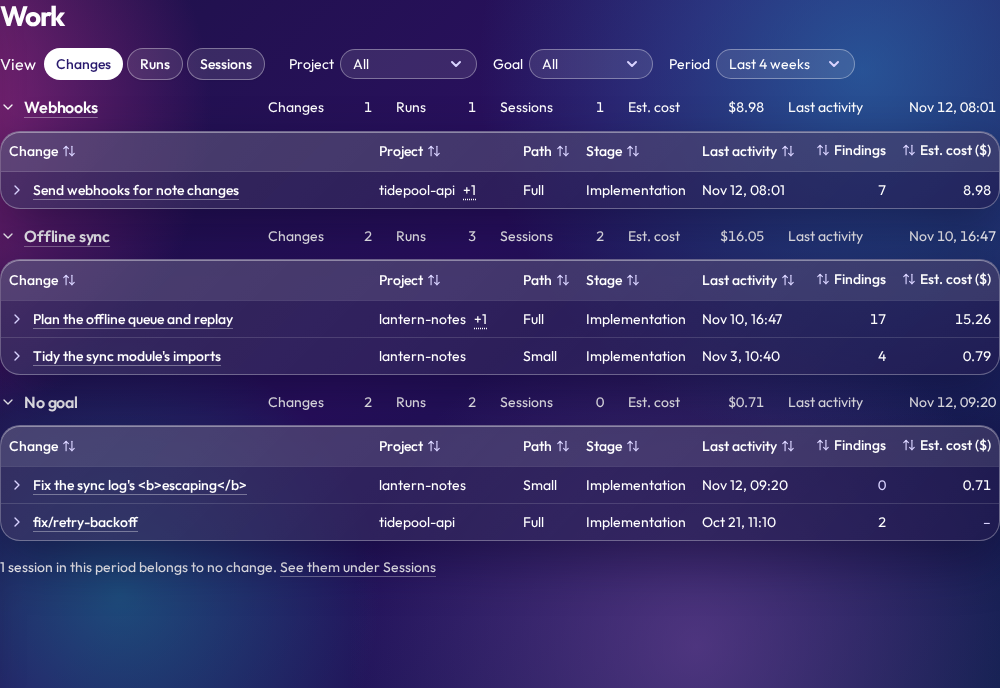 Work
View Changes Runs Sessions Project All Goal All Period Last 4 weeks
Webhooks Changes 1 Runs 1 Sessions 1 Est. cost $8.98 Last activity Nov 12, 08:01
Change Project Path Stage Last activity Findings Est. cost ($)
Send webhooks for note changes tidepool-api +1 Full Implementation Nov 12, 08:01 7 8.98
Offline sync Changes 2 Runs 3 Sessions 2 Est. cost $16.05 Last activity Nov 10, 16:47
Change Project Path Stage Last activity Findings Est. cost ($)
Plan the offline queue and replay lantern-notes +1 Full Implementation Nov 10, 16:47 17 15.26
Tidy the sync module's imports lantern-notes Small Implementation Nov 3, 10:40 4 0.79
No goal Changes 2 Runs 2 Sessions 0 Est. cost $0.71 Last activity Nov 12, 09:20
Change Project Path Stage Last activity Findings Est. cost ($)
Fix the sync log's <b>escaping</b> lantern-notes Small Implementation Nov 12, 09:20 0 0.71
fix/retry-backoff tidepool-api Full Implementation Oct 21, 11:10 2 –
1 session in this period belongs to no change. See them under Sessions